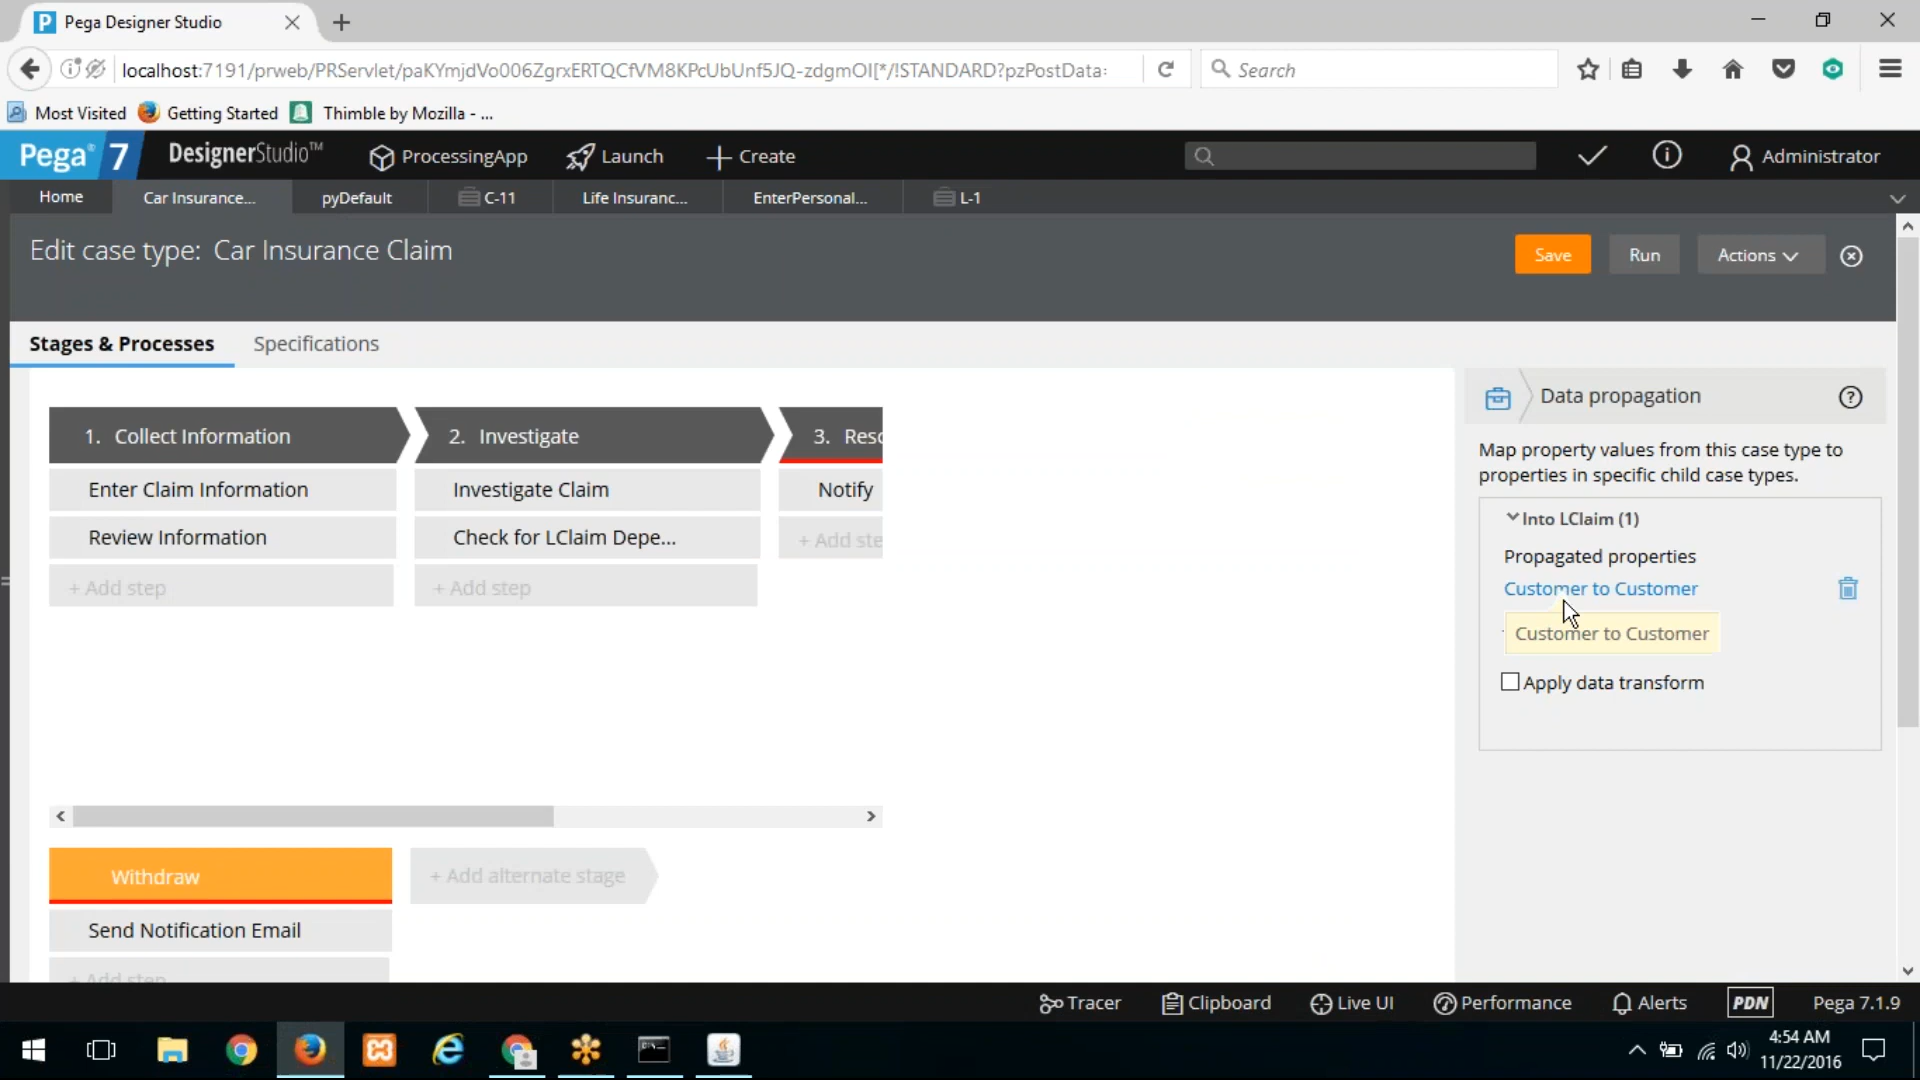 Pega Designer Studio
localhost:7191/prweb/PRServlet/paKYmjdVo006ZgrxERTQCfVM8KPcUbUnf5JQ-zdgmOI[*/!STANDARD?pzPostData:
Search
Most Visited
Getting Started
Thimble by Mozilla - ...
Pega 7
DesignerStudio™
ProcessingApp
Launch
Create
Administrator
Home
Car Insurance...
pyDefault
C-11
Life Insuranc...
EnterPersonal...
L-1
Edit case type: Car Insurance Claim
Save
Run
Actions
Stages & Processes
Specifications
1. Collect Information
2. Investigate
3. Reso
Enter Claim Information
Investigate Claim
Notify
Review Information
Check for LClaim Depe...
+ Add ste
+ Add step
+ Add step
Withdraw
+ Add alternate stage
Send Notification Email
+ Add step
Data propagation
Map property values from this case type to
properties in specific child case types.
Into LClaim (1)
Propagated properties
Customer to Customer
Customer to Customer
Apply data transform
Tracer
Clipboard
Live UI
Performance
Alerts
PDN
Pega 7.1.9
4:54 AM
11/22/2016